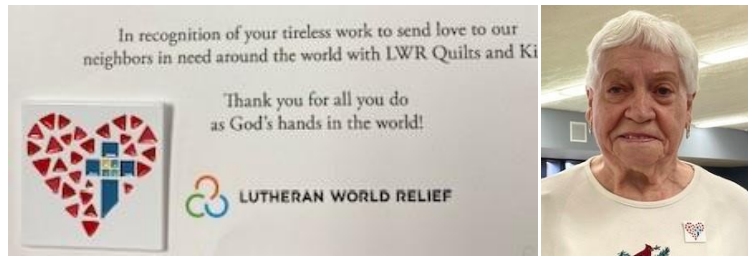 In recognition of your tireless work to send love to our
neighbors in need around the world with LWR Quilts and Ki
Thank you for all you do
as God's hands in the world!
LUTHERAN WORLD RELIEF